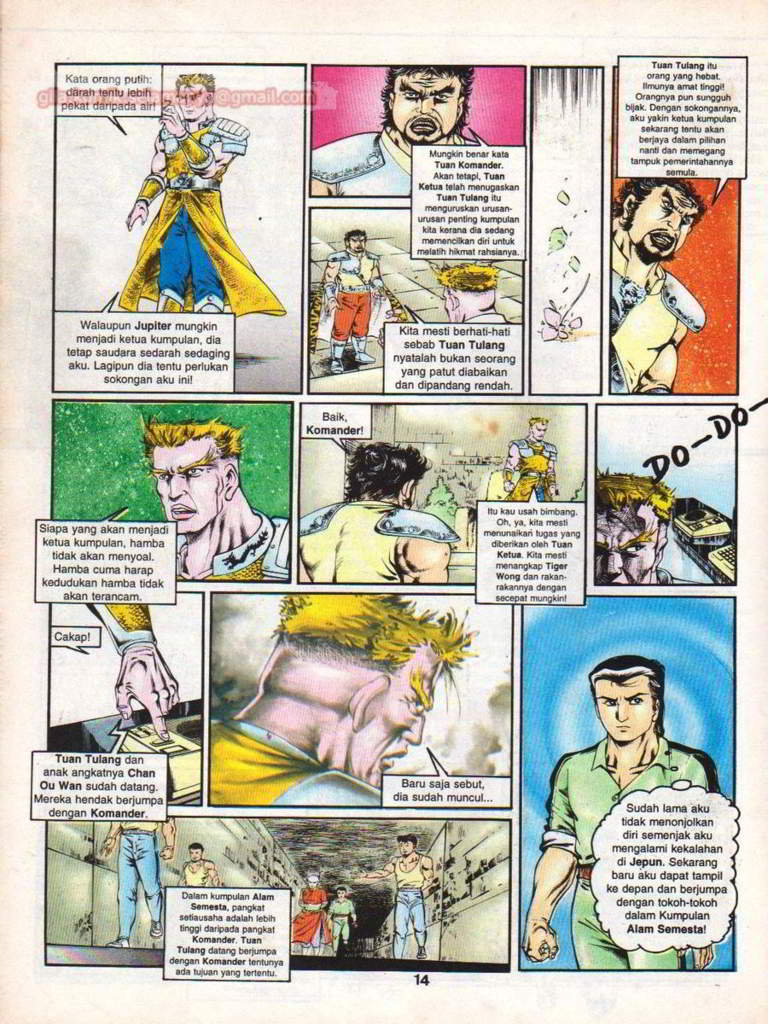 Kata orang putih:
darah tentu lebih
pekat daripada air!
@gmail.com
Walaupun Jupiter mungkin
menjadi ketua kumpulan, dia
tetap saudara sedarah sedaging
aku. Lagipun dia tentu perlukan
sokongan aku ini!
Mungkin benar kata
Tuan Komander.
Akan tetapi, Tuan
Ketua telah menugaskan
Tuan Tulang itu
menguruskan urusan-
urusan penting kumpulan
kita kerana dia sedang
memencilkan diri untuk
melatih hikmat rahsianya.
Kita mesti berhati-hati
sebab Tuan Tulang
nyatalah bukan seorang
yang patut diabaikan
dan dipandang rendah.
Tuan Tulang itu
orang yang hebat.
Ilmunya amat tinggi!
Orangnya pun sungguh
bijak. Dengan sokongannya,
aku yakin ketua kumpulan
sekarang tentu akan
berjaya dalam pilihan
nanti dan memegang
tampuk pemerintahannya
semula.
Siapa yang akan menjadi
ketua kumpulan, hamba
tidak akan menyoal.
Hamba cuma harap
kedudukan hamba tidak
akan terancam.
Baik,
Komander!
Itu kau usah bimbang.
Oh, ya, kita mesti
menunaikan tugas yang
diberikan oleh Tuan
Ketua. Kita mesti
menangkap Tiger
Wong dan rakan-
rakannya dengan
secepat mungkin!
DO-DO-
Cakap!
Tuan Tulang dan
anak angkatnya Chan
Ou Wan sudah datang.
Mereka hendak berjumpa
dengan Komander.
Baru saja sebut,
dia sudah muncul...
Sudah lama aku
tidak menonjolkan
diri semenjak aku
mengalami kekalahan
di Jepun. Sekarang
baru aku dapat tampil
ke depan dan berjumpa
dengan tokoh-tokoh
dalam Kumpulan
Alam Semesta!
Dalam kumpulan Alam
Semesta, pangkat
setiausaha adalah lebih
tinggi daripada pangkat
Komander. Tuan
Tulang datang berjumpa
dengan Komander tentunya
ada tujuan yang tertentu.
14